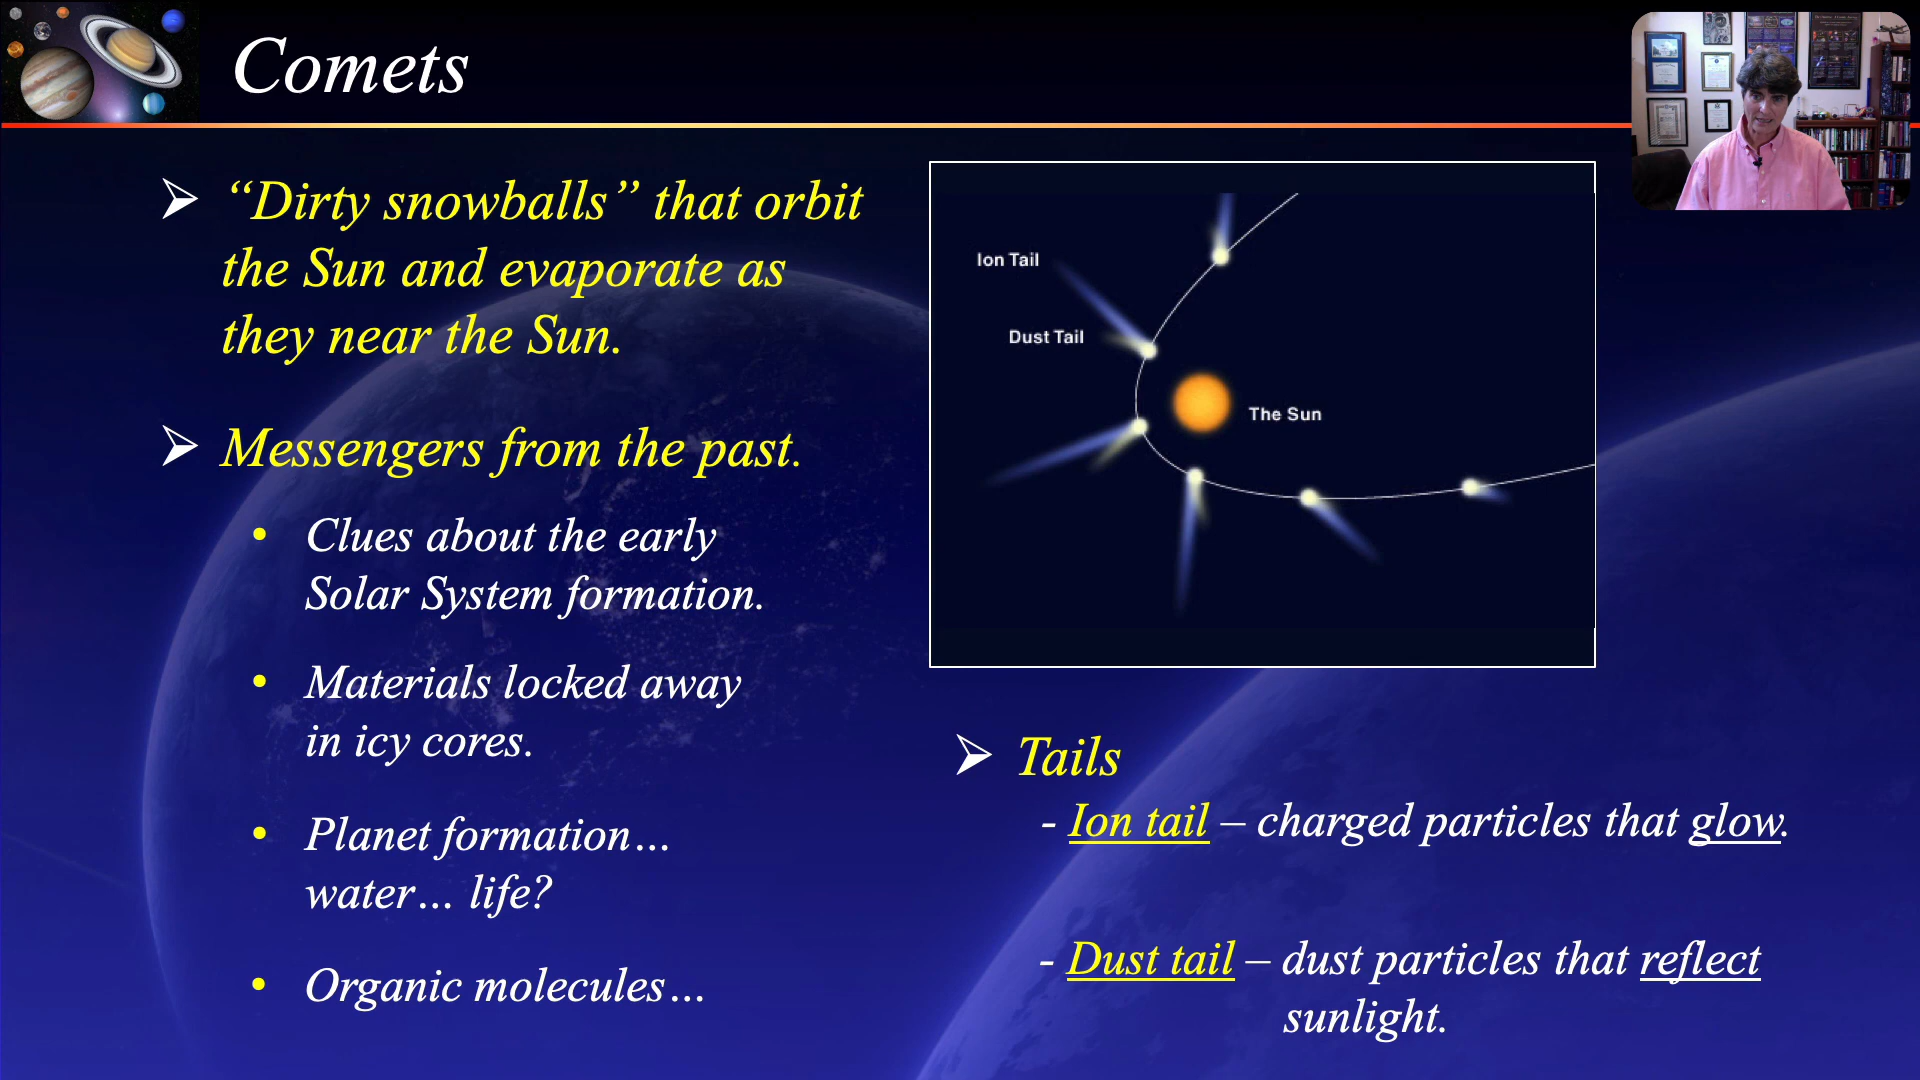 Comets
“Dirty snowballs” that orbit
the Sun and evaporate as
they near the Sun.
Messengers from the past.
Clues about the early
Solar System formation.
Materials locked away
in icy cores.
Planet formation…
water… life?
Organic molecules…
Ion Tail
Dust Tail
The Sun
Tails
- Ion tail – charged particles that glow.
- Dust tail – dust particles that reflect
sunlight.